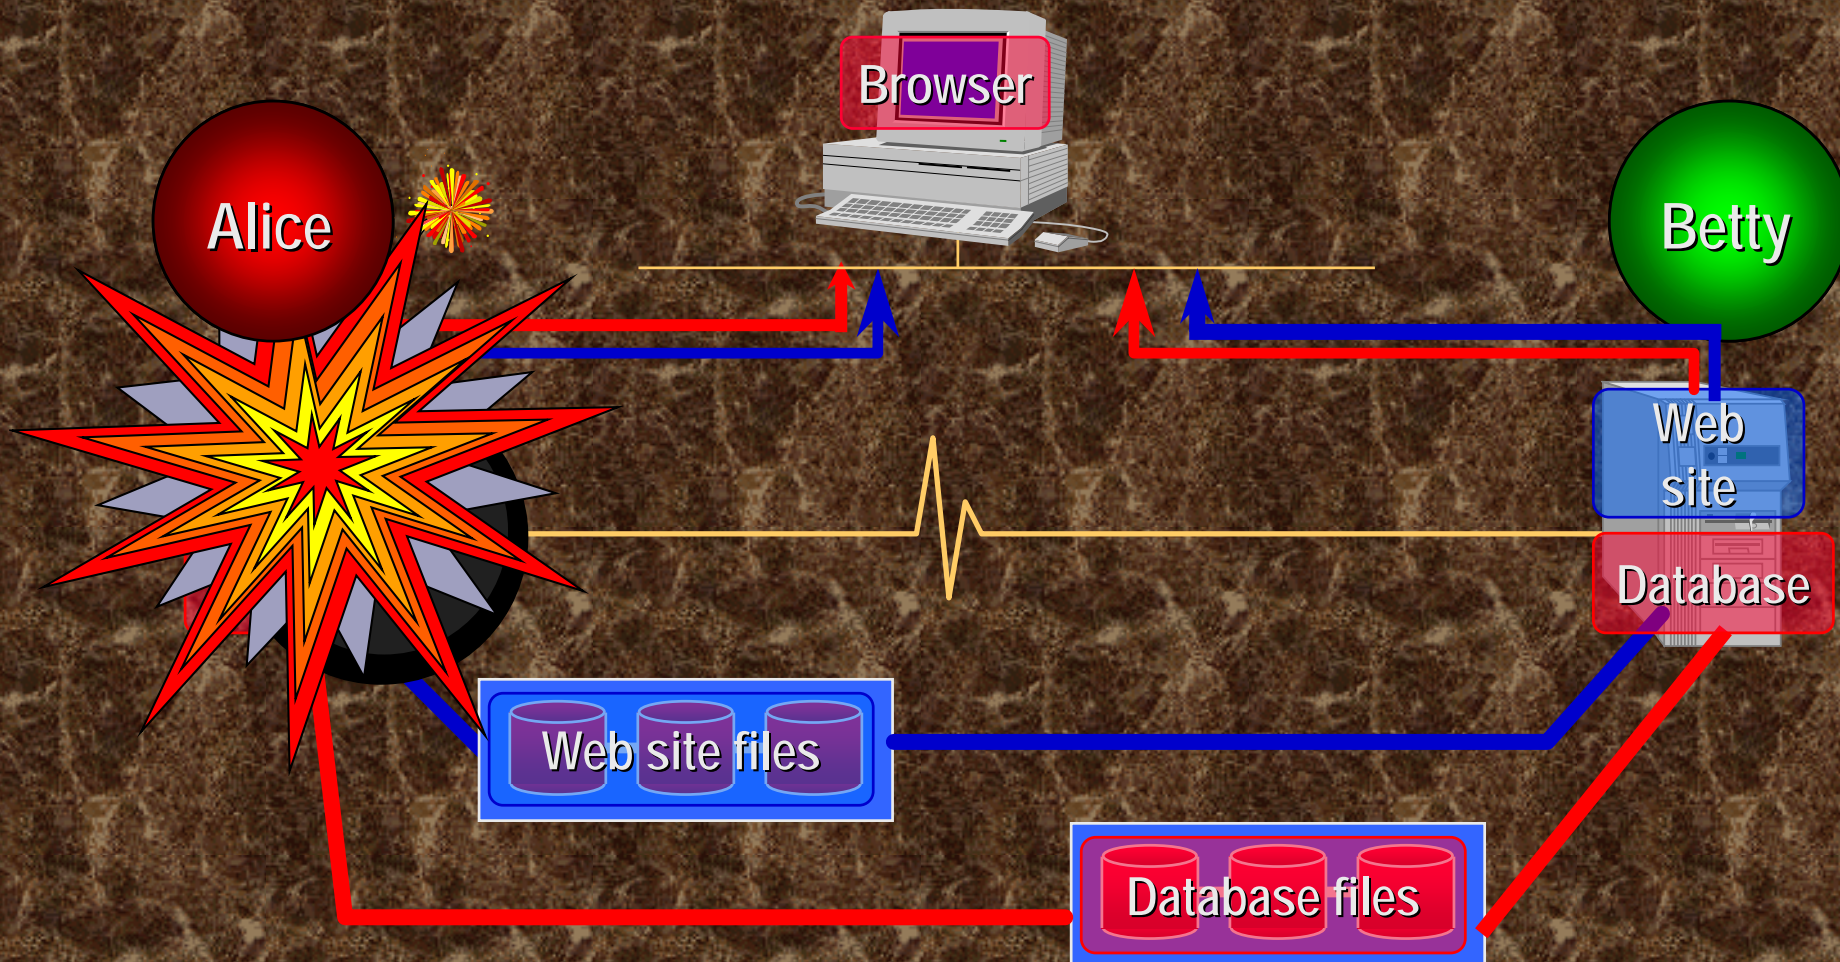 Browser
Alice
Betty
Web
site
Database
Web site files
Database files